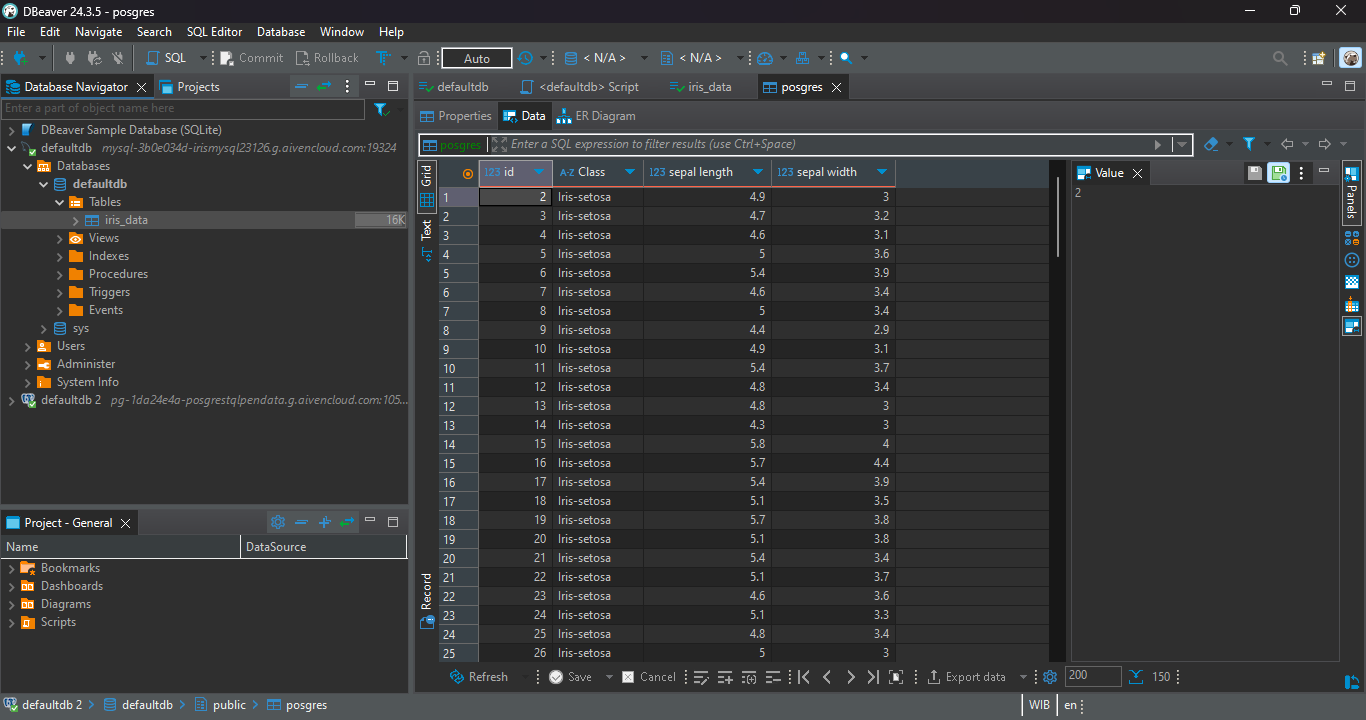 DBeaver 24.3.5 - posgres
File Edit Navigate Search SQL Editor Database Window Help
SQL Commit Rollback Auto < N/A > < N/A >
Database Navigator Projects
Enter a part of object name here
DBeaver Sample Database (SQLite)
defaultdb mysql-3b0e034d-irismysql23126.g.aivencloud.com:19324
Databases
defaultdb
Tables
iris_data 16K
Views
Indexes
Procedures
Triggers
Events
sys
Users
Administer
System Info
defaultdb 2 pg-1da24e4a-posgrestqlpendata.g.aivencloud.com:105...
Project - General
Name DataSource
Bookmarks
Dashboards
Diagrams
Scripts
defaultdb <defaultdb> Script iris_data posgres
Properties Data ER Diagram
posgres Enter a SQL expression to filter results (use Ctrl+Space)
Grid
Text
Record
123 id A-Z Class 123 sepal length 123 sepal width
1 2 Iris-setosa 4.9 3
2 3 Iris-setosa 4.7 3.2
3 4 Iris-setosa 4.6 3.1
4 5 Iris-setosa 5 3.6
5 6 Iris-setosa 5.4 3.9
6 7 Iris-setosa 4.6 3.4
7 8 Iris-setosa 5 3.4
8 9 Iris-setosa 4.4 2.9
9 10 Iris-setosa 4.9 3.1
10 11 Iris-setosa 5.4 3.7
11 12 Iris-setosa 4.8 3.4
12 13 Iris-setosa 4.8 3
13 14 Iris-setosa 4.3 3
14 15 Iris-setosa 5.8 4
15 16 Iris-setosa 5.7 4.4
16 17 Iris-setosa 5.4 3.9
17 18 Iris-setosa 5.1 3.5
18 19 Iris-setosa 5.7 3.8
19 20 Iris-setosa 5.1 3.8
20 21 Iris-setosa 5.4 3.4
21 22 Iris-setosa 5.1 3.7
22 23 Iris-setosa 4.6 3.6
23 24 Iris-setosa 5.1 3.3
24 25 Iris-setosa 4.8 3.4
25 26 Iris-setosa 5 3
Value
2
Panels
Refresh Save Cancel Export data 200 150
defaultdb 2 defaultdb public posgres
WIB en